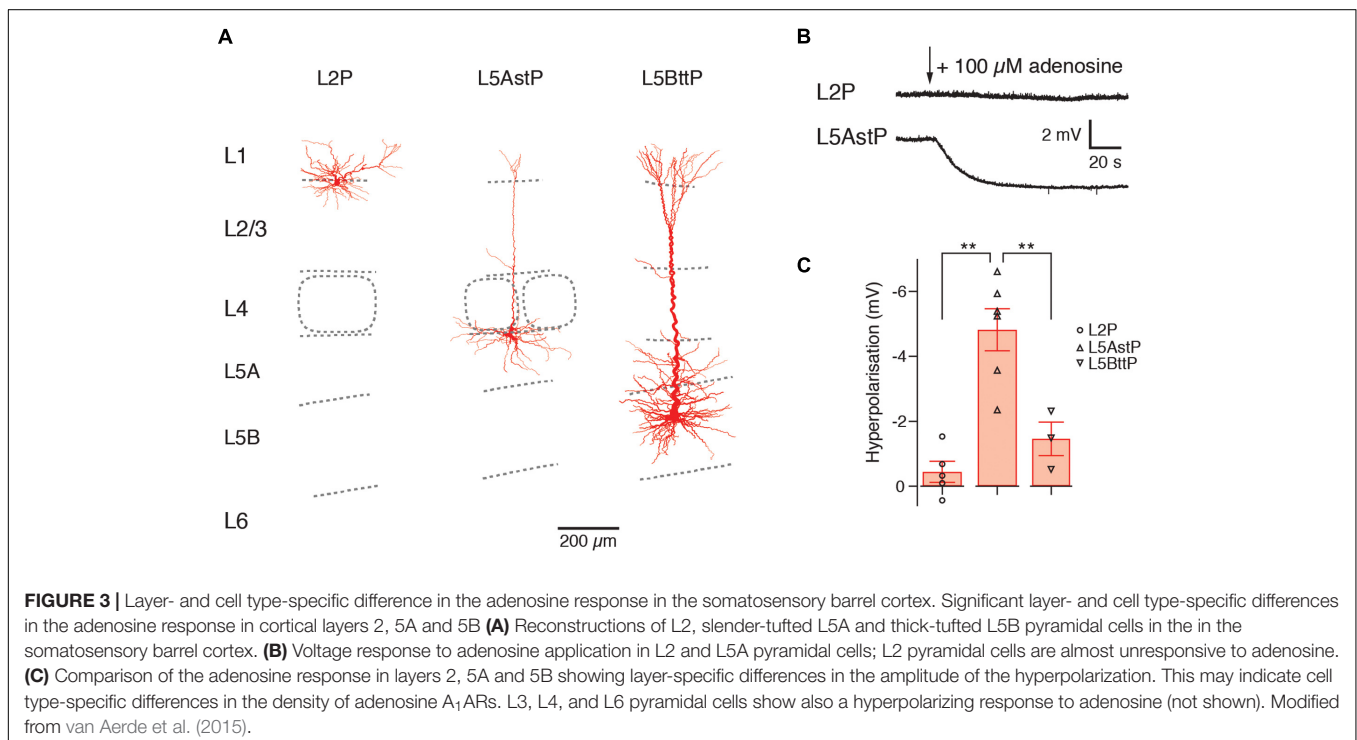 A
L2P
L5AstP
L5BttP
L1
L2/3
L4
L5A
L5B
L6
200 µm
B
+ 100 µM adenosine
L2P
L5AstP
2 mV
20 s
C
**
**
Hyperpolarisation (mV)
-6
-4
-2
0
L2P
L5AstP
L5BttP
FIGURE 3 | Layer- and cell type-specific difference in the adenosine response in the somatosensory barrel cortex. Significant layer- and cell type-specific differences
in the adenosine response in cortical layers 2, 5A and 5B (A) Reconstructions of L2, slender-tufted L5A and thick-tufted L5B pyramidal cells in the in the
somatosensory barrel cortex. (B) Voltage response to adenosine application in L2 and L5A pyramidal cells; L2 pyramidal cells are almost unresponsive to adenosine.
(C) Comparison of the adenosine response in layers 2, 5A and 5B showing layer-specific differences in the amplitude of the hyperpolarization. This may indicate cell
type-specific differences in the density of adenosine A₁ARs. L3, L4, and L6 pyramidal cells show also a hyperpolarizing response to adenosine (not shown). Modified
from van Aerde et al. (2015).